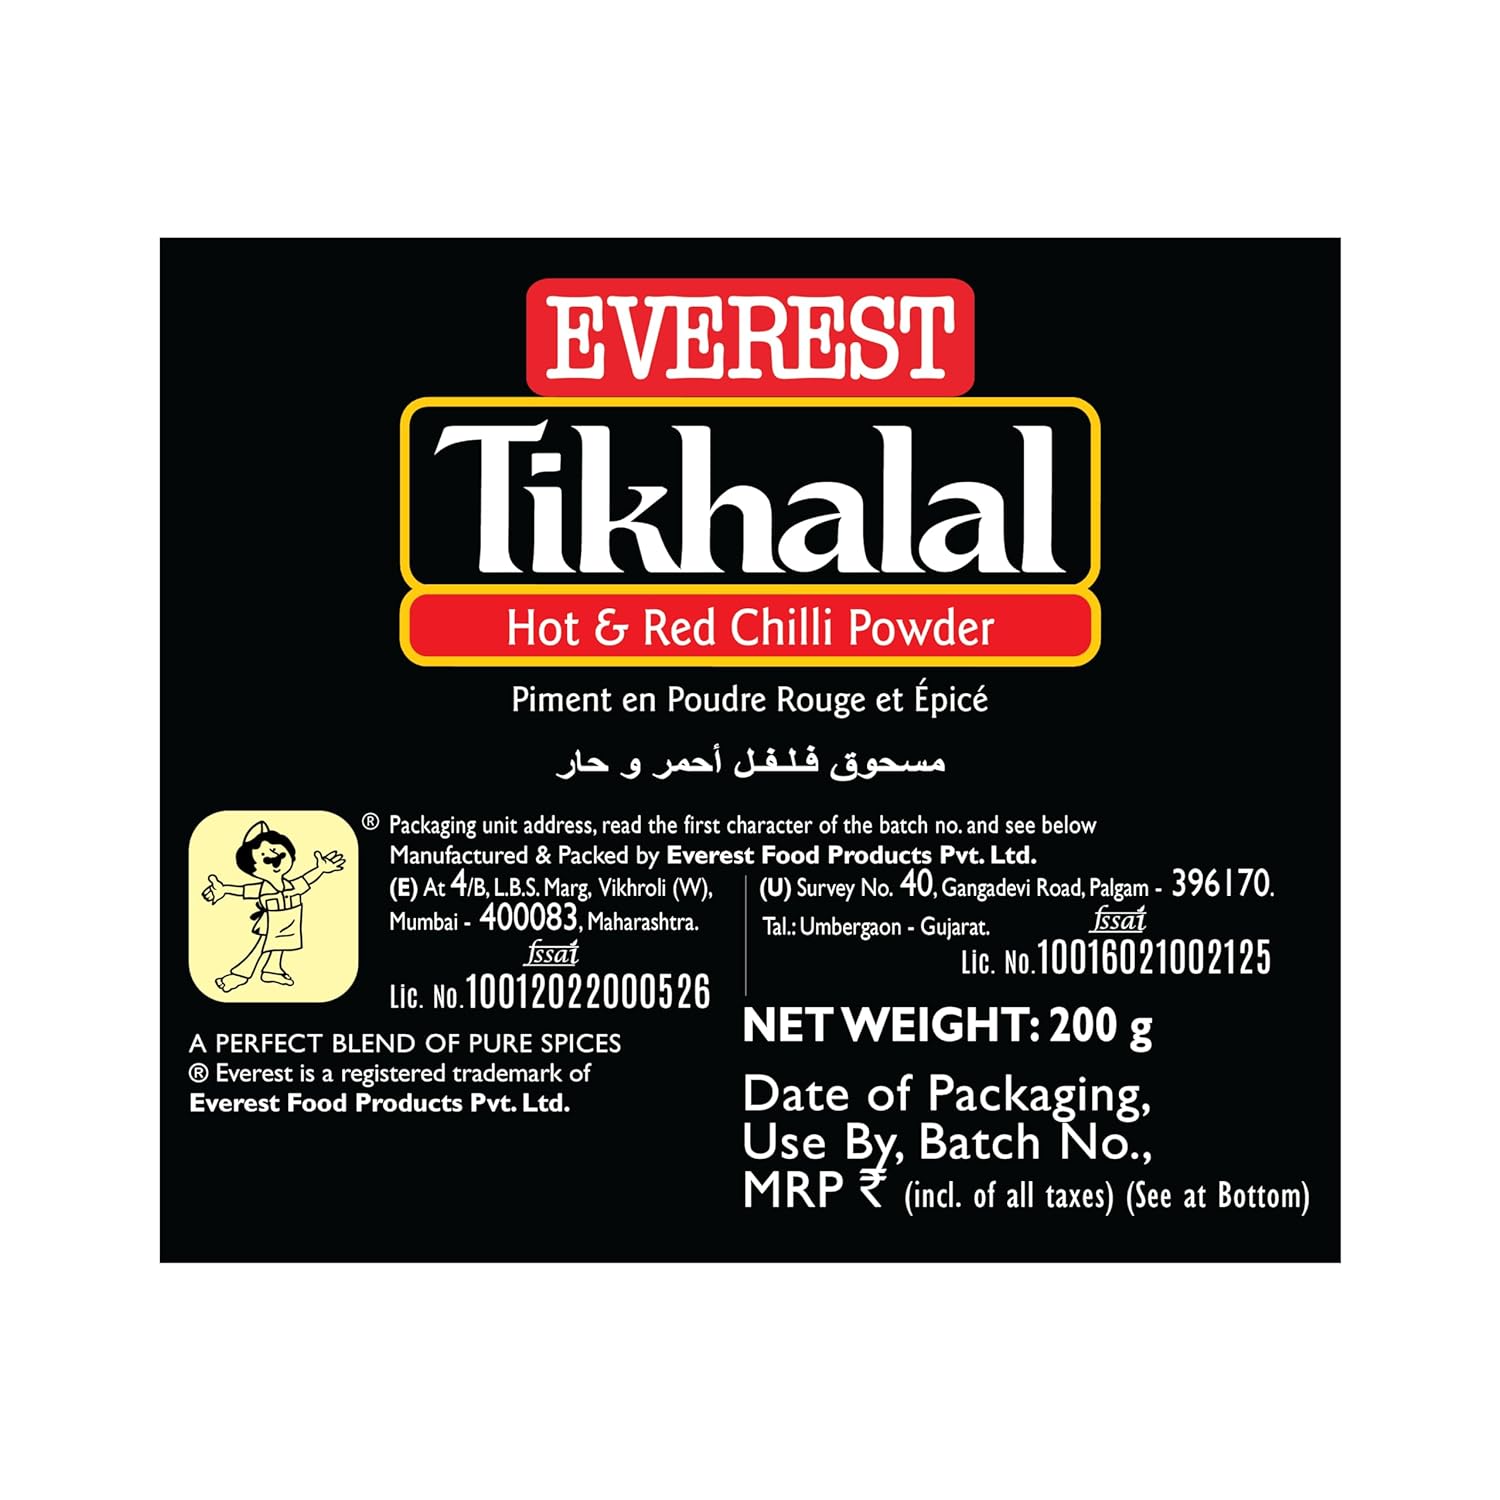 EVEREST
Tikhalal
Hot & Red Chilli Powder
Piment en Poudre Rouge et Épicé
مسحوق فلفل أحمر و حار
® Packaging unit address, read the first character of the batch no. and see below
Manufactured & Packed by Everest Food Products Pvt. Ltd.
(E) At 4/B, L.B.S. Marg, Vikhroli (W),
Mumbai - 400083, Maharashtra.
fssai
Lic. No.10012022000526
(U) Survey No. 40, Gangadevi Road, Palgam - 396170.
Tal.: Umbergaon - Gujarat.
fssai
Lic. No.10016021002125
A PERFECT BLEND OF PURE SPICES
® Everest is a registered trademark of
Everest Food Products Pvt. Ltd.
NET WEIGHT: 200 g
Date of Packaging,
Use By, Batch No.,
MRP ₹ (incl. of all taxes) (See at Bottom)